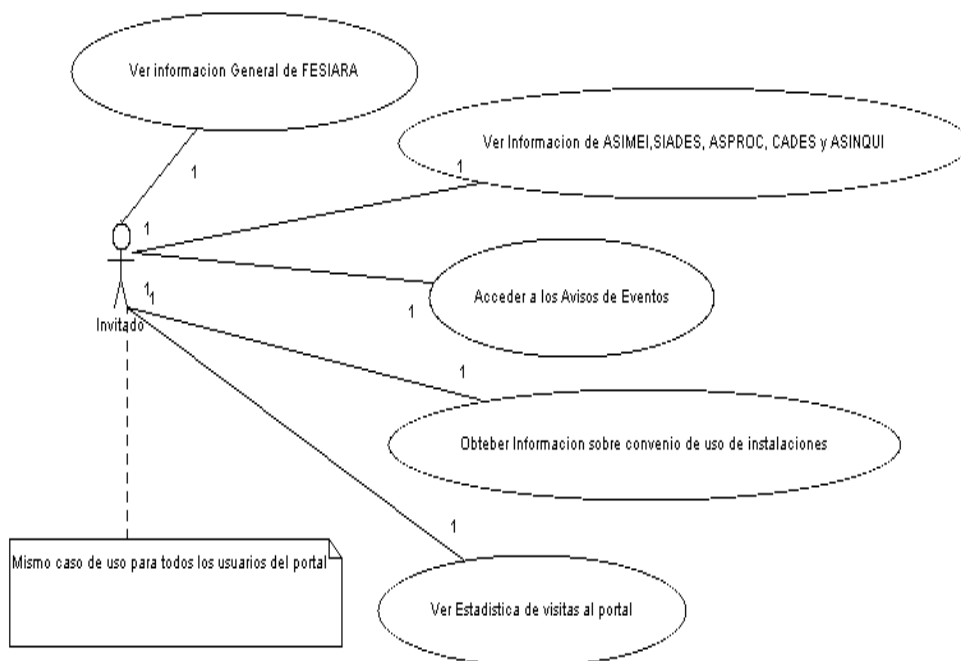 Ver informacion General de FESIARA
Ver Informacion de ASIMEI,SIADES, ASPROC, CADES y ASINQUI
1
1
1
Acceder a los Avisos de Eventos
1
1
1
Invitado
1
Obteber Informacion sobre convenio de uso de instalaciones
1
Mismo caso de uso para todos los usuarios del portal
Ver Estadistica de visitas al portal